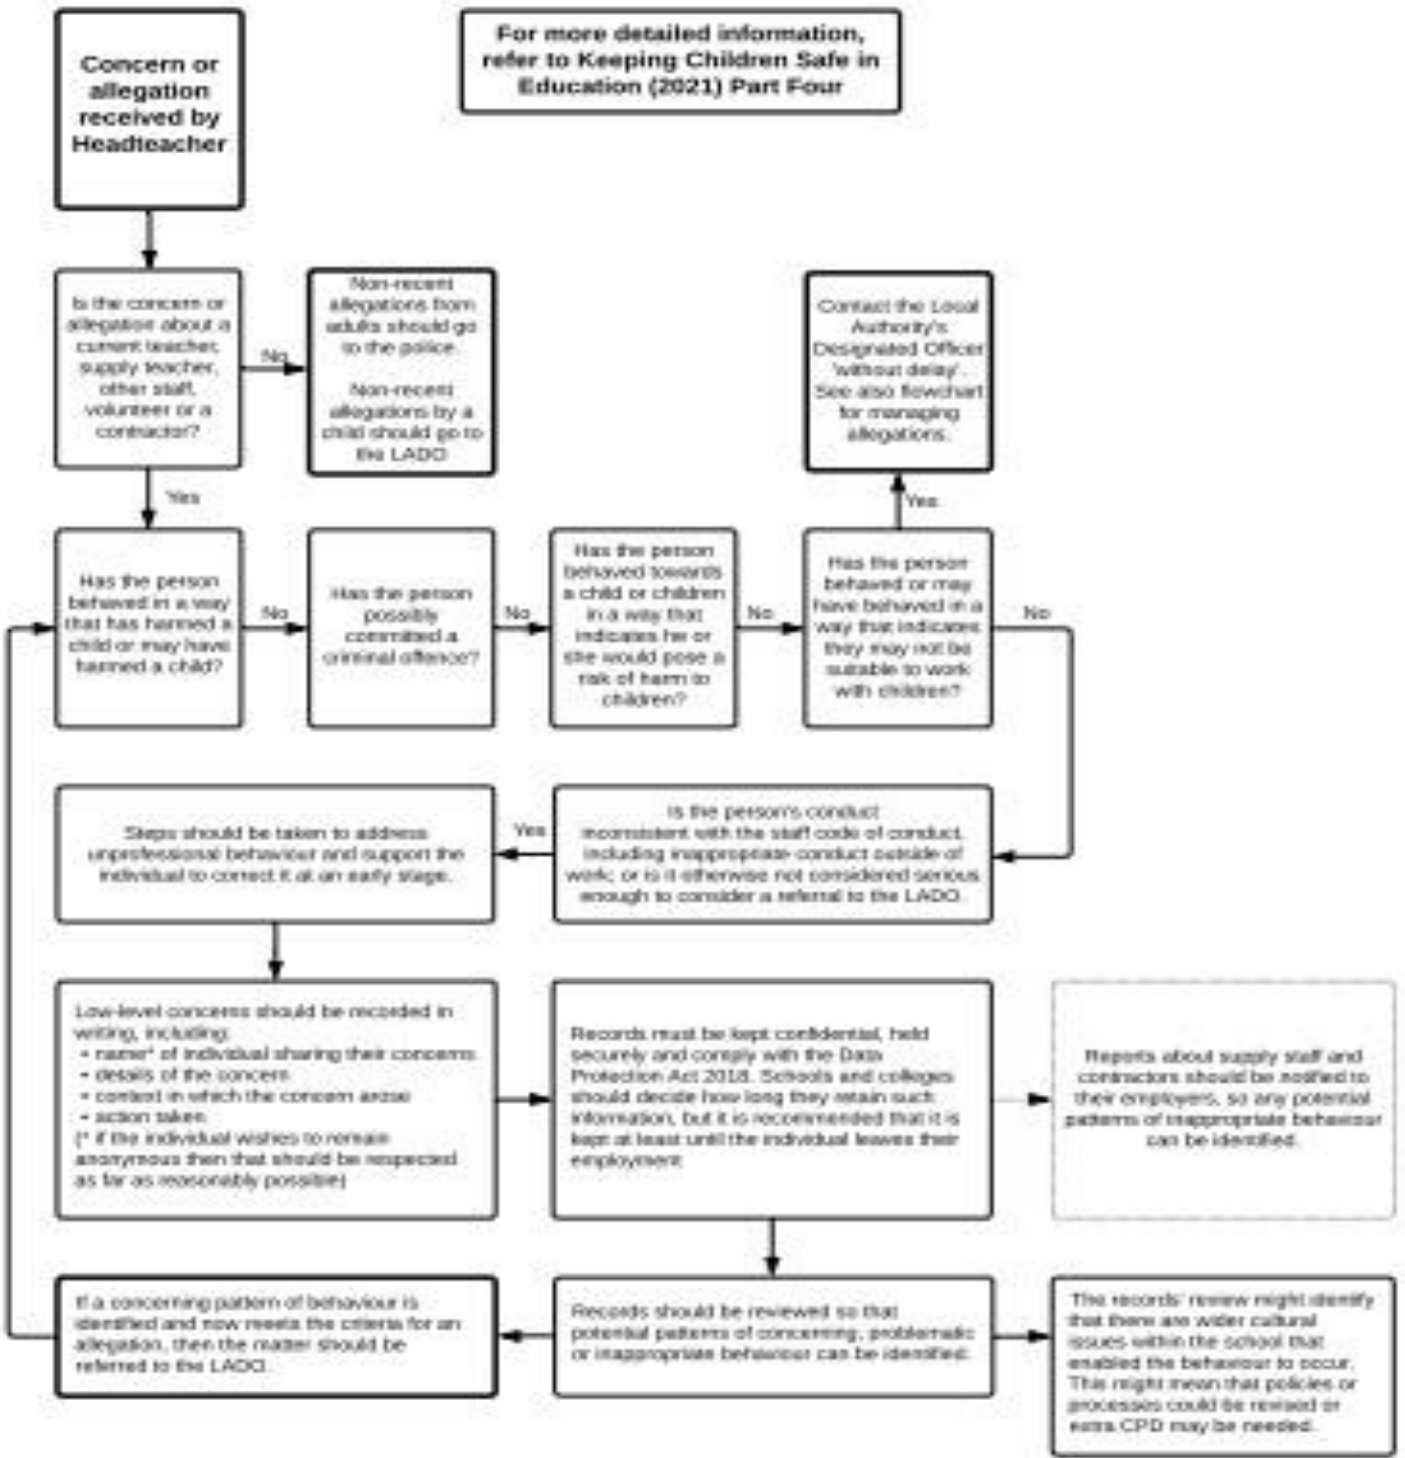 Concern or
allegation
received by
Headteacher
For more detailed information,
refer to Keeping Children Safe in
Education (2021) Part Four
Is the concern or
allegation about a
current teacher,
supply teacher,
other staff,
volunteer or a
contractor?
No
Non-recent
allegations from
adults should go
to the police.
Non-recent
allegations by a
child should go to
the LADO
Contact the Local
Authority's
Designated Officer
'without delay'.
See also flowchart
for managing
allegations.
Yes
Yes
Has the person
behaved in a way
that has harmed a
child or may have
harmed a child?
No
Has the person
possibly
committed a
criminal offence?
No
Has the person
behaved towards
a child or children
in a way that
indicates he or
she would pose a
risk of harm to
children?
No
Has the person
behaved or may
have behaved in a
way that indicates
they may not be
suitable to work
with children?
No
Is the person's conduct
inconsistent with the staff code of conduct,
including inappropriate conduct outside of
work; or is it otherwise not considered serious
enough to consider a referral to the LADO.
Yes
Steps should be taken to address
unprofessional behaviour and support the
individual to correct it at an early stage.
Low-level concerns should be recorded in
writing, including:
• name* of individual sharing their concerns
• details of the concern
• context in which the concern arose
• action taken
(* if the individual wishes to remain
anonymous then that should be respected
as far as reasonably possible)
Records must be kept confidential, held
securely and comply with the Data
Protection Act 2018. Schools and colleges
should decide how long they retain such
information, but it is recommended that it is
kept at least until the individual leaves their
employment
Reports about supply staff and
contractors should be notified to
their employers, so any potential
patterns of inappropriate behaviour
can be identified.
If a concerning pattern of behaviour is
identified and now meets the criteria for an
allegation, then the matter should be
referred to the LADO.
Records should be reviewed so that
potential patterns of concerning, problematic
or inappropriate behaviour can be identified.
The records' review might identify
that there are wider cultural
issues within the school that
enabled the behaviour to occur.
This might mean that policies or
processes could be revised or
extra CPD may be needed.